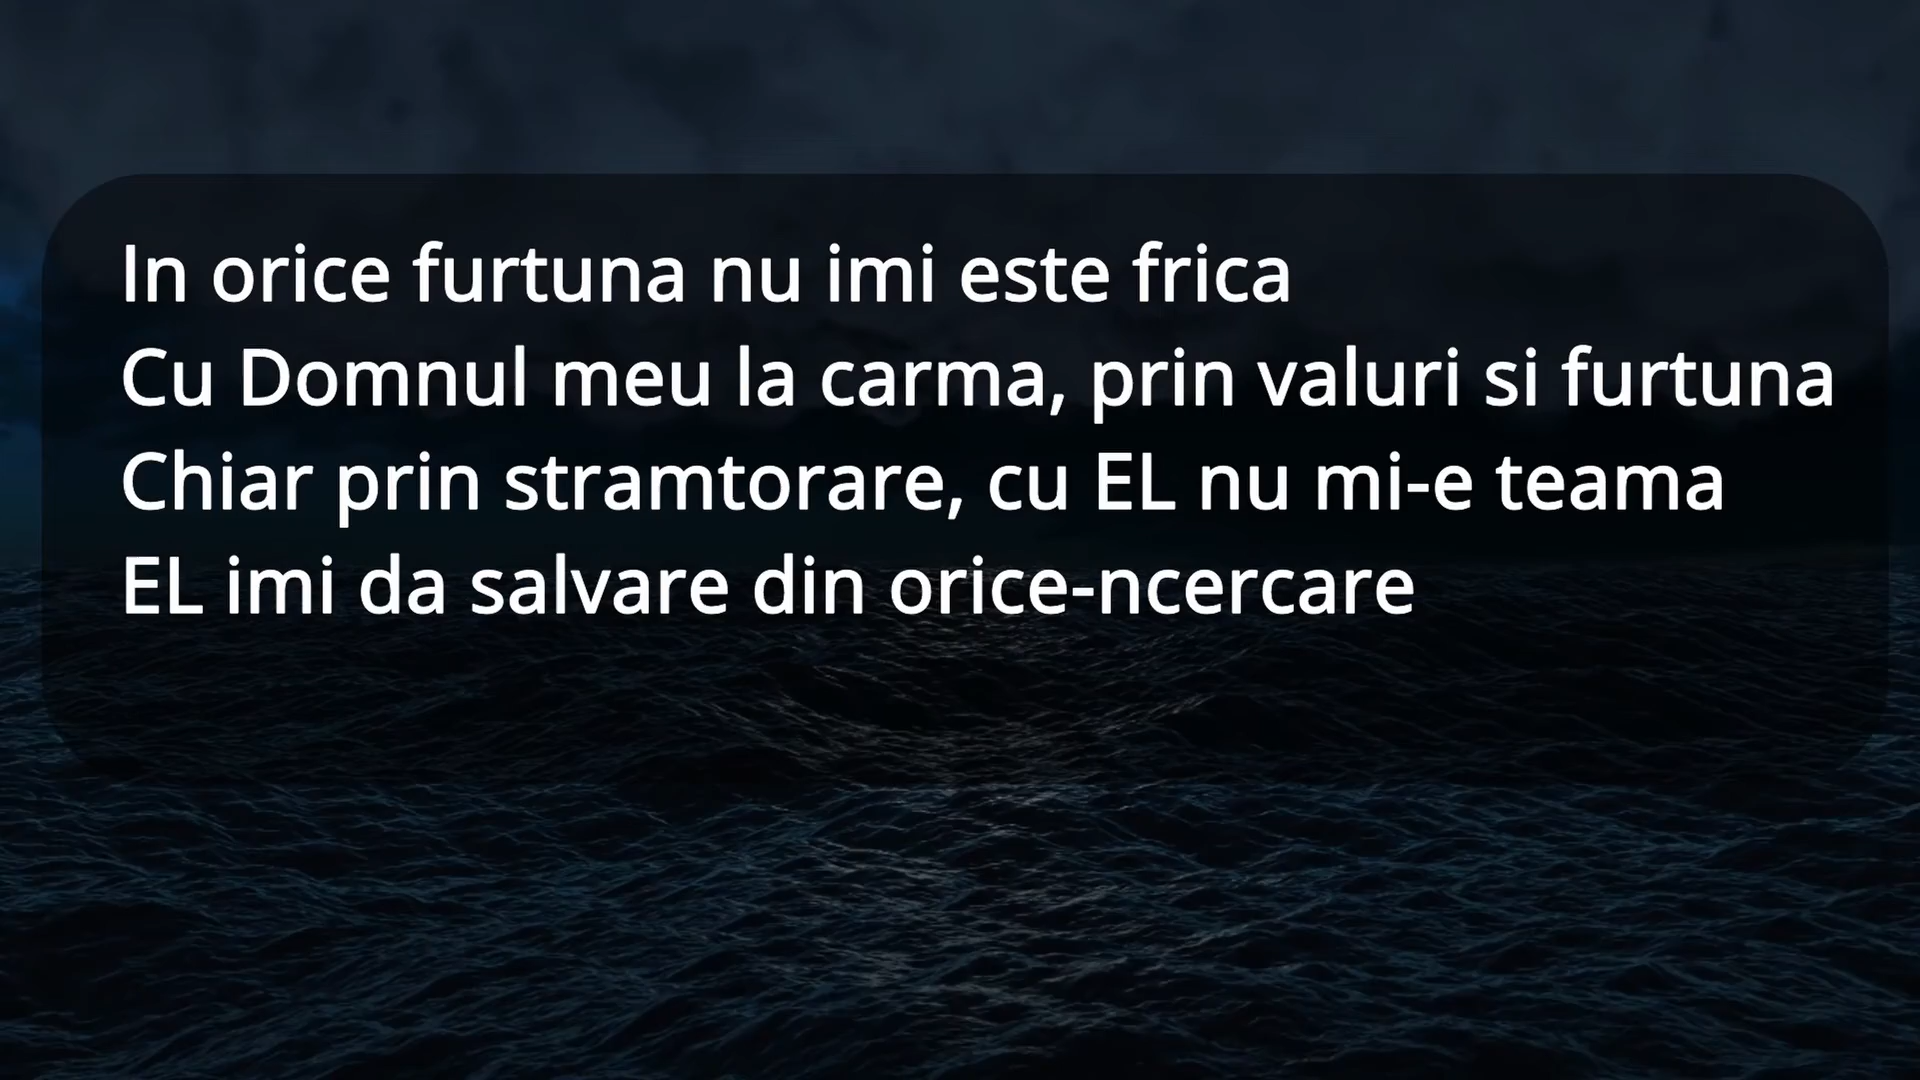 In orice furtuna nu imi este frica
Cu Domnul meu la carma, prin valuri si furtuna
Chiar prin stramtorare, cu EL nu mi-e teama
EL imi da salvare din orice-ncercare